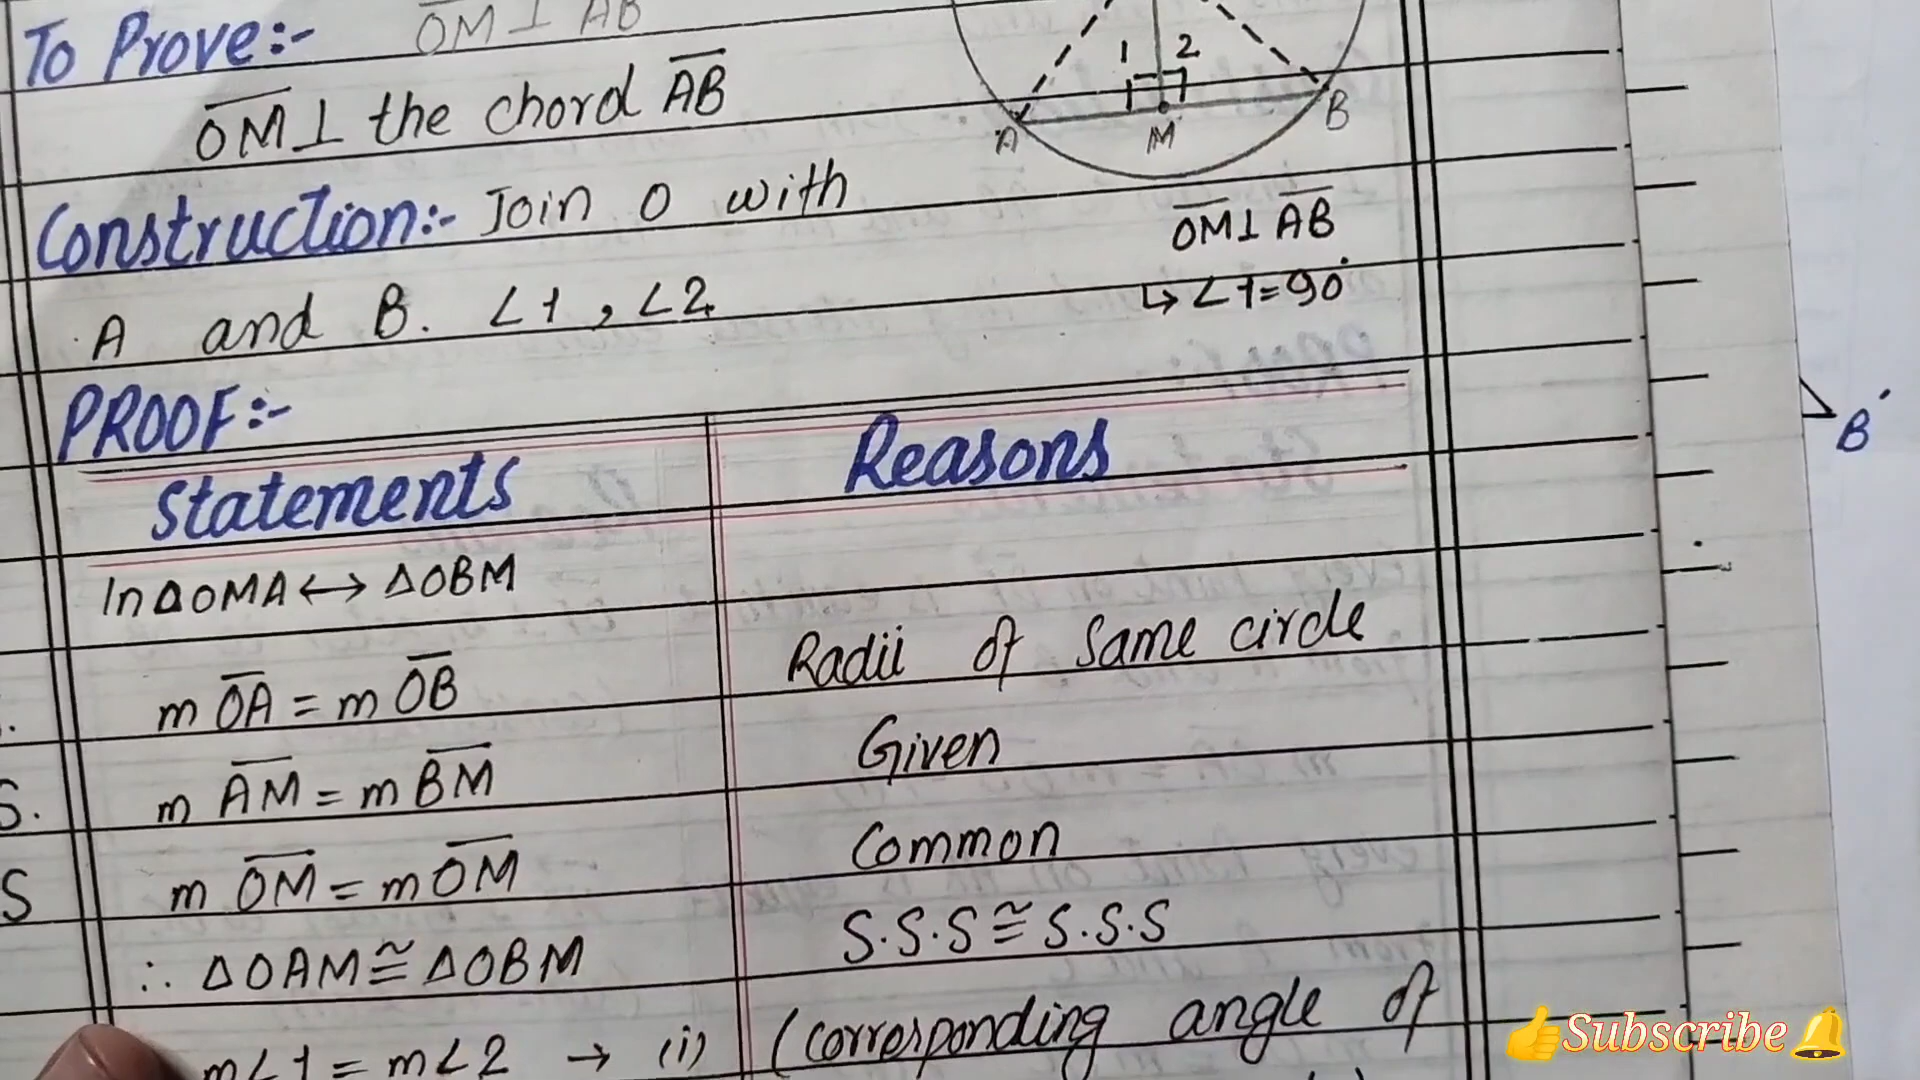 To Prove:- OM ⊥ AB
OM ⊥ the chord AB
1 2
A M B
Construction:- Join O with
OM ⊥ AB
A and B. ∠1, ∠2
↳ ∠1=90°
B'
PROOF:-
Statements Reasons
In ΔOMA ↔ ΔOBM
m OA = m OB Radii of same circle
m AM = m BM Given
S.
m OM = m OM Common
S
∴ ΔOAM ≅ ΔOBM S.S.S ≅ S.S.S
m∠1 = m∠2 → (i) (corresponding angle of
👍Subscribe🔔